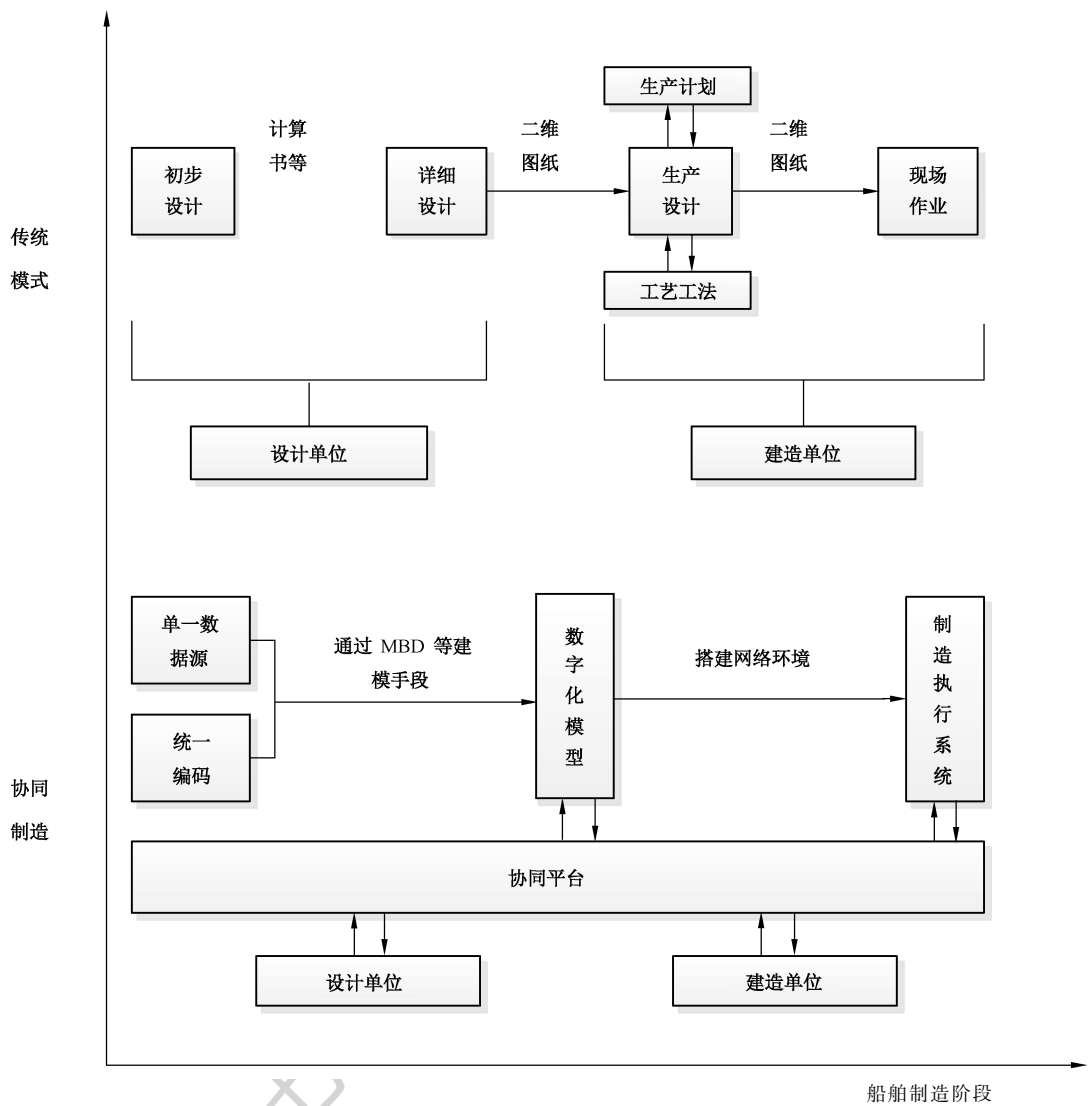 生产计划
计算
书等
二维
图纸
二维
图纸
初步
设计
详细
设计
生产
设计
现场
作业
传统
模式
工艺工法
设计单位
建造单位
单一数
据源
通过 MBD 等建
模手段
数
字
化
模
型
搭建网络环境
制
造
执
行
系
统
统一
编码
协同
制造
协同平台
设计单位
建造单位
船舶制造阶段